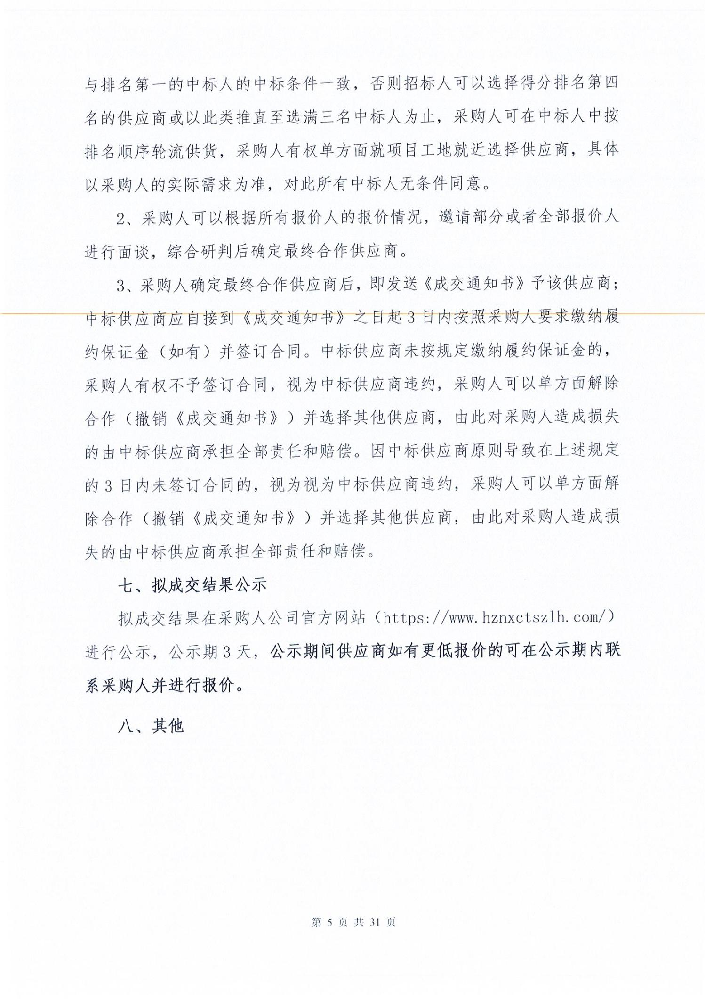 与排名第一的中标人的中标条件一致，否则招标人可以选择得分排名第四
名的供应商或以此类推直至选满三名中标人为止，采购人可在中标人中按
排名顺序轮流供货，采购人有权单方面就项目工地就近选择供应商，具体
以采购人的实际需求为准，对此所有中标人无条件同意。
2、采购人可以根据所有报价人的报价情况，邀请部分或者全部报价人
进行面谈，综合研判后确定最终合作供应商。
3、采购人确定最终合作供应商后，即发送《成交通知书》予该供应商；
中标供应商应自接到《成交通知书》之日起 3 日内按照采购人要求缴纳履
约保证金（如有）并签订合同。中标供应商未按规定缴纳履约保证金的，
采购人有权不予签订合同，视为中标供应商违约，采购人可以单方面解除
合作（撤销《成交通知书》）并选择其他供应商，由此对采购人造成损失
的由中标供应商承担全部责任和赔偿。因中标供应商原则导致在上述规定
的 3 日内未签订合同的，视为视为中标供应商违约，采购人可以单方面解
除合作（撤销《成交通知书》）并选择其他供应商，由此对采购人造成损
失的由中标供应商承担全部责任和赔偿。
七、拟成交结果公示
拟成交结果在采购人公司官方网站（https://www.hznxctszlh.com/）
进行公示，公示期 3 天，公示期间供应商如有更低报价的可在公示期内联
系采购人并进行报价。
八、其他
第 5 页 共 31 页